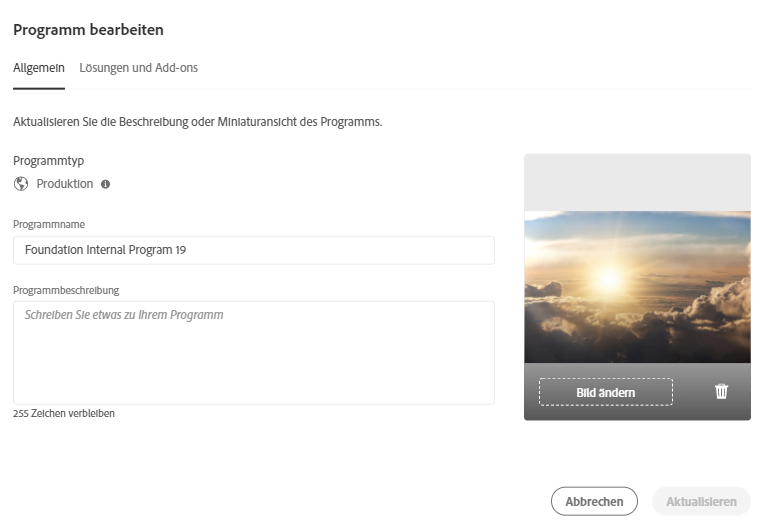 Programm bearbeiten
Allgemein Lösungen und Add-ons
Aktualisieren Sie die Beschreibung oder Miniaturansicht des Programms.
Programmtyp
Produktion
Programmname
Foundation Internal Program 19
Programmbeschreibung
Schreiben Sie etwas zu Ihrem Programm
255 Zeichen verbleiben
Bild ändern
Abbrechen Aktualisieren